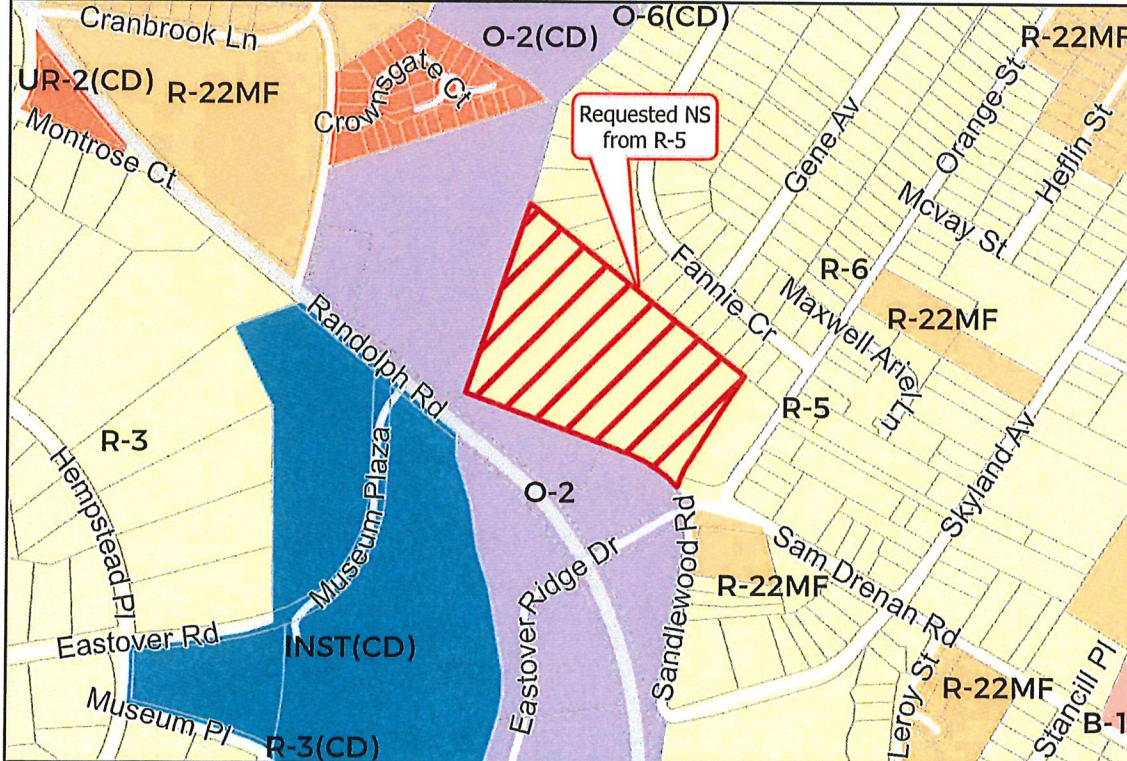 Cranbrook Ln
O-2(CD)
O-6(CD)
R-22MF
UR-2(CD)
R-22MF
Crownsgate Ct
Montrose Ct
Requested NS
from R-5
Gene Av
Orange St
Heflin St
Mcvay St
Fannie Cr
R-6
Maxwell Ariel Ln
R-22MF
Randolph Rd
R-5
R-3
Hempstead Pl
Museum Plaza
O-2
Skyland Av
Eastover Ridge Dr
Sandlewood Rd
R-22MF
Sam Drenan Rd
Eastover Rd
INST(CD)
Museum Pl
R-3(CD)
Leroy St
R-22MF
Stancill Pl
B-1